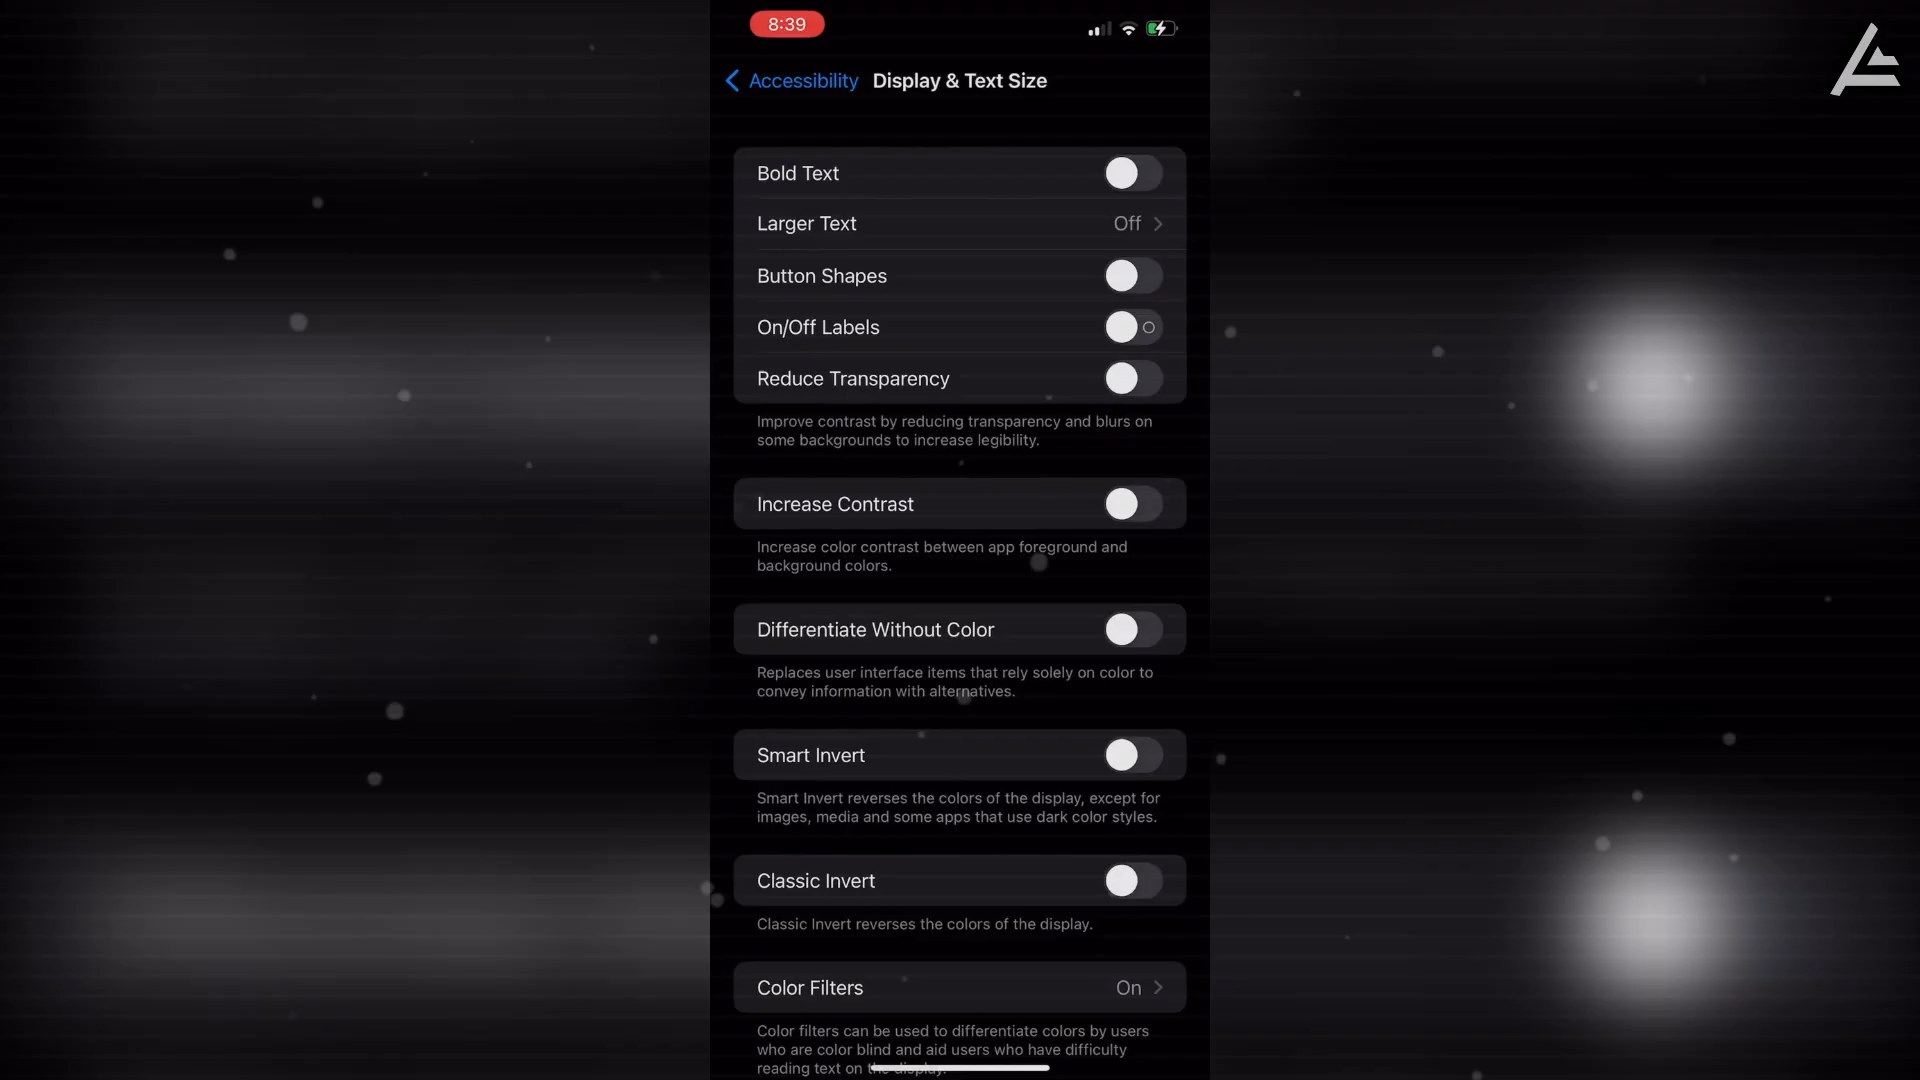 8:39
Accessibility Display & Text Size
Bold Text
Larger Text Off
Button Shapes
On/Off Labels
Reduce Transparency
Improve contrast by reducing transparency and blurs on
some backgrounds to increase legibility.
Increase Contrast
Increase color contrast between app foreground and
background colors.
Differentiate Without Color
Replaces user interface items that rely solely on color to
convey information with alternatives.
Smart Invert
Smart Invert reverses the colors of the display, except for
images, media and some apps that use dark color styles.
Classic Invert
Classic Invert reverses the colors of the display.
Color Filters On
Color filters can be used to differentiate colors by users
who are color blind and aid users who have difficulty
reading text on the display.